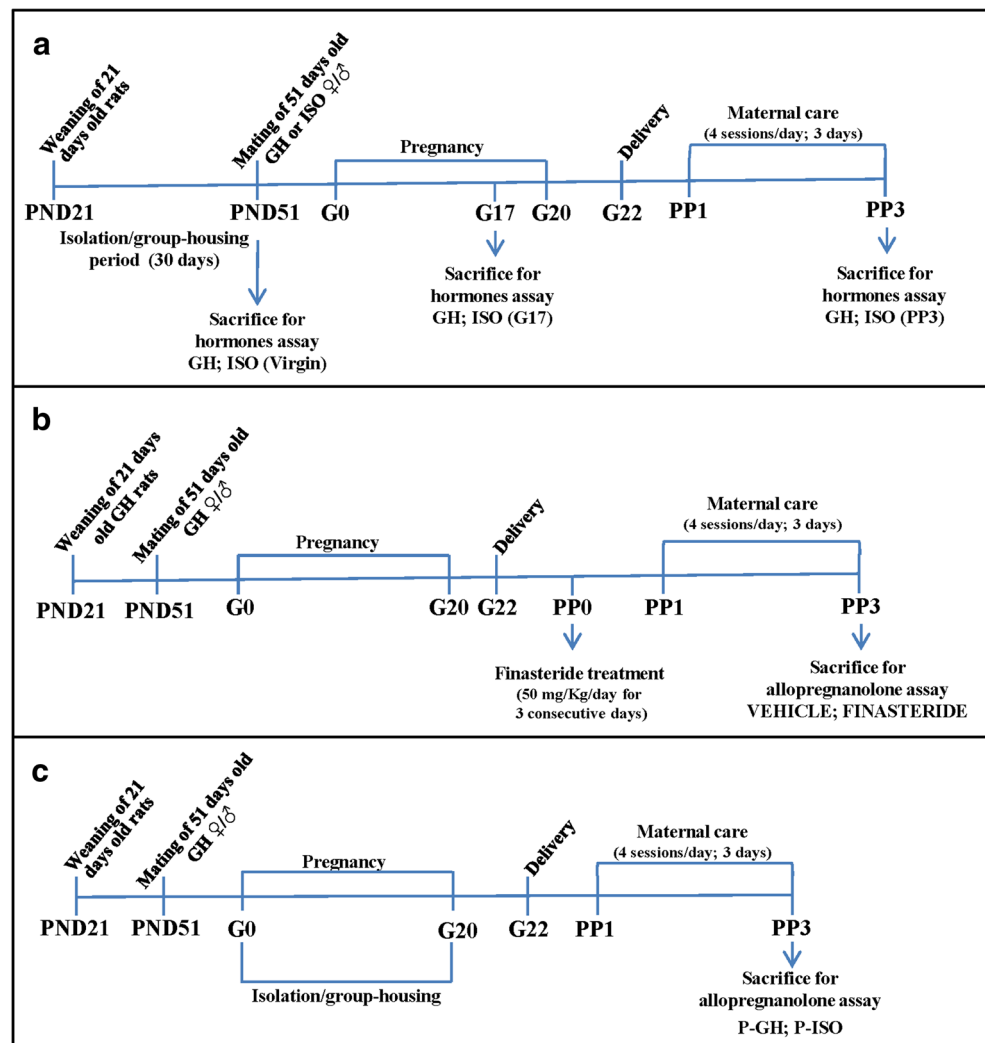 a
Weaning of 21
days old rats
Mating of 51 days old
GH or ISO ♀/♂
Pregnancy
Delivery
Maternal care
(4 sessions/day; 3 days)
PND21
PND51
G0
G17
G20
G22
PP1
PP3
Isolation/group-housing
period (30 days)
Sacrifice for
hormones assay
GH; ISO (Virgin)
Sacrifice for
hormones assay
GH; ISO (G17)
Sacrifice for
hormones assay
GH; ISO (PP3)
b
Weaning of 21 days
old GH rats
Mating of 51 days old
GH ♀/♂
Pregnancy
Delivery
Maternal care
(4 sessions/day; 3 days)
PND21
PND51
G0
G20
G22
PP0
PP1
PP3
Finasteride treatment
(50 mg/Kg/day for
3 consecutive days)
Sacrifice for
allopregnanolone assay
VEHICLE; FINASTERIDE
c
Weaning of 21
days old rats
Mating of 51 days old
GH ♀/♂
Pregnancy
Delivery
Maternal care
(4 sessions/day; 3 days)
PND21
PND51
G0
G20
G22
PP1
PP3
Isolation/group-housing
Sacrifice for
allopregnanolone assay
P-GH; P-ISO